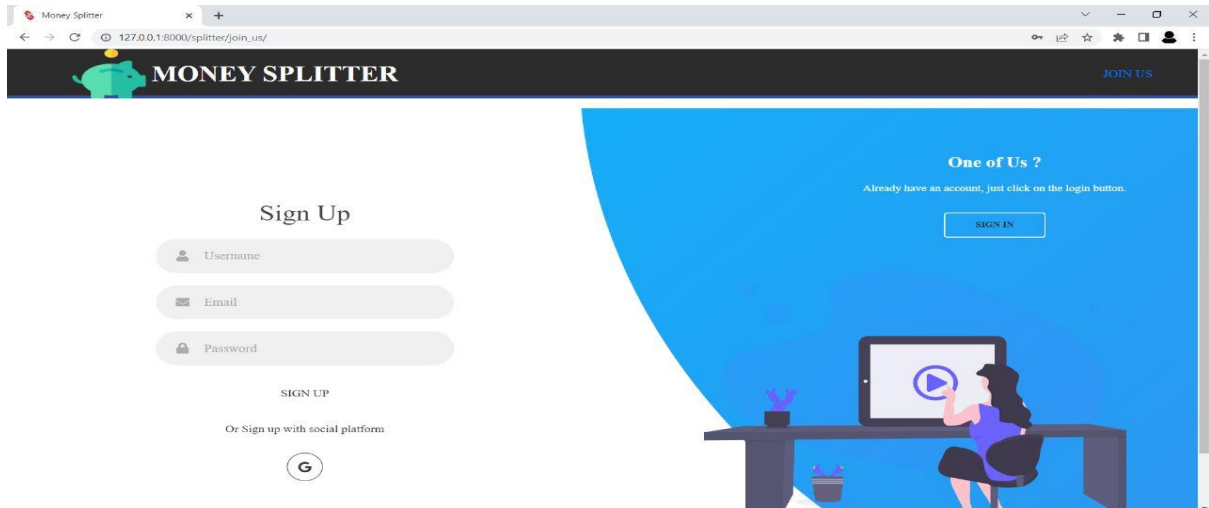 Money Splitter
127.0.0.1:8000/splitter/join_us/
MONEY SPLITTER
JOIN US
Sign Up
Username
Email
Password
SIGN UP
Or Sign up with social platform
G
One of Us ?
Already have an account, just click on the login button.
SIGN IN